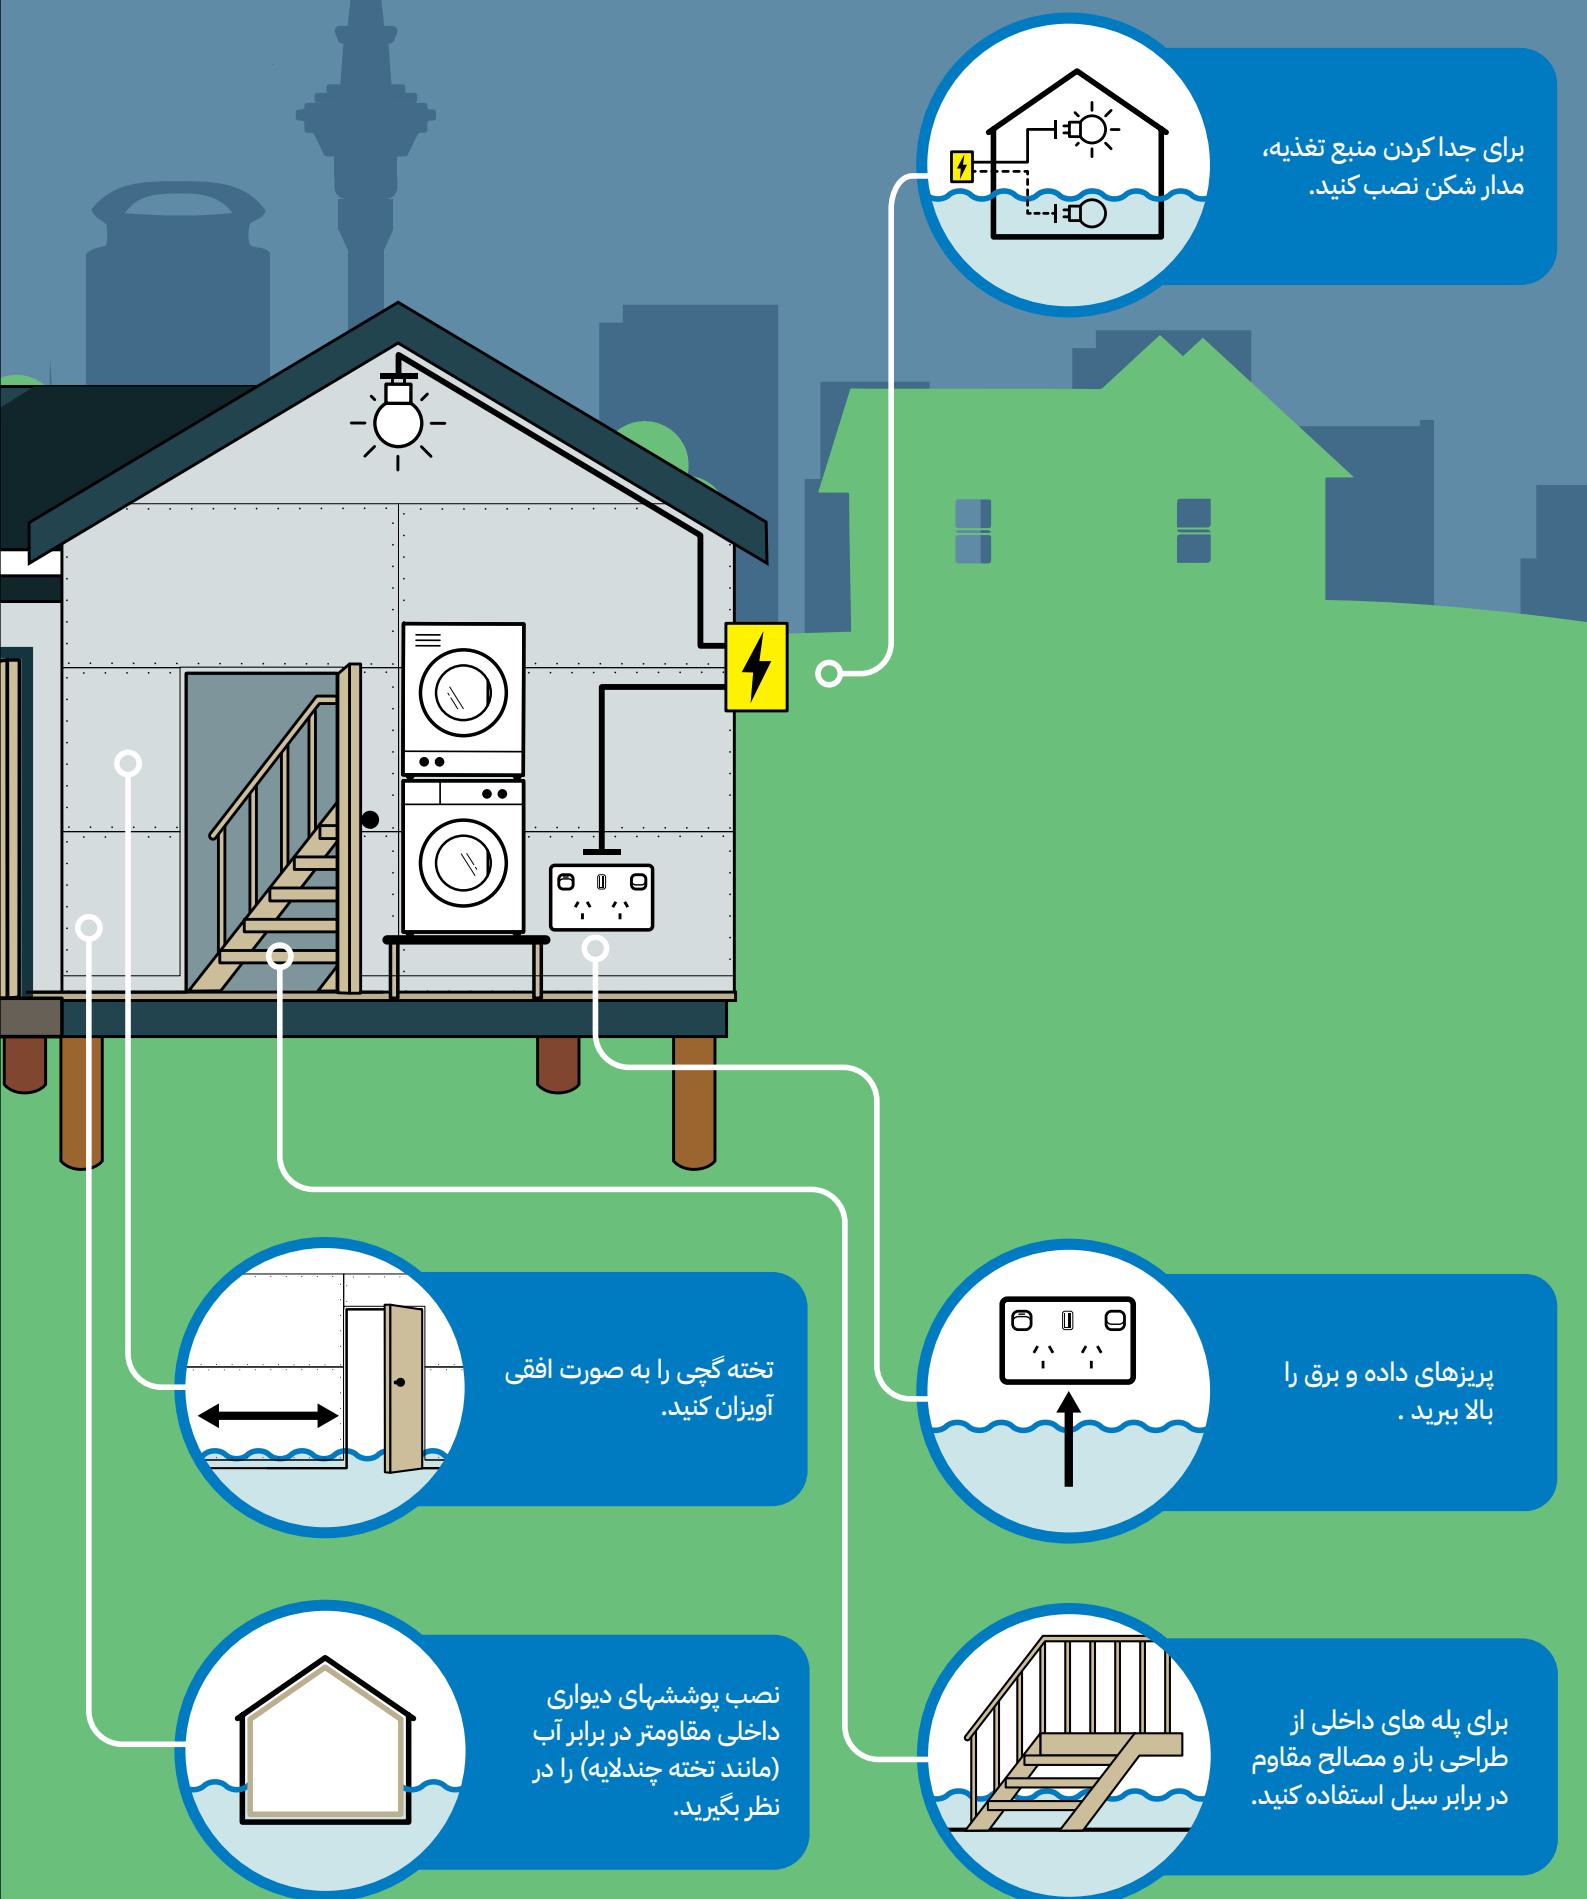 برای جدا کردن منبع تغذیه،
مدار شکن نصب کنید.
تخته گچی را به صورت افقی
آویزان کنید.
پریزهای داده و برق را
بالا ببرید .
نصب پوششهای دیواری
داخلی مقاومتر در برابر آب
(مانند تخته چندلایه) را در
نظر بگیرید.
برای پله های داخلی از
طراحی باز و مصالح مقاوم
در برابر سیل استفاده کنید.